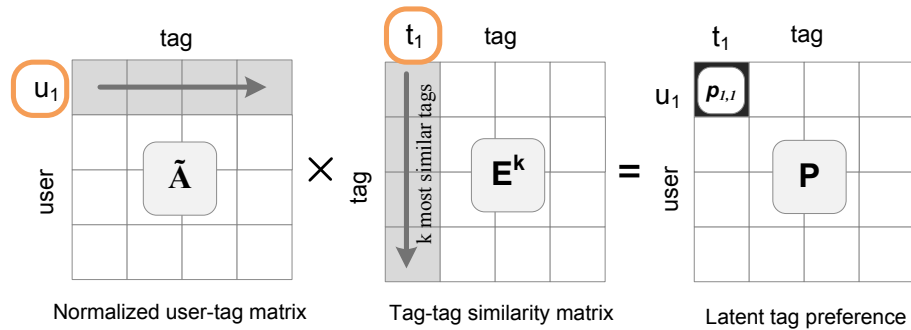 tag
u1
user
Ã
Normalized user-tag matrix
×
t1
tag
tag
k most similar tags
E^k
Tag-tag similarity matrix
=
t1
tag
u1
p1,1
user
P
Latent tag preference